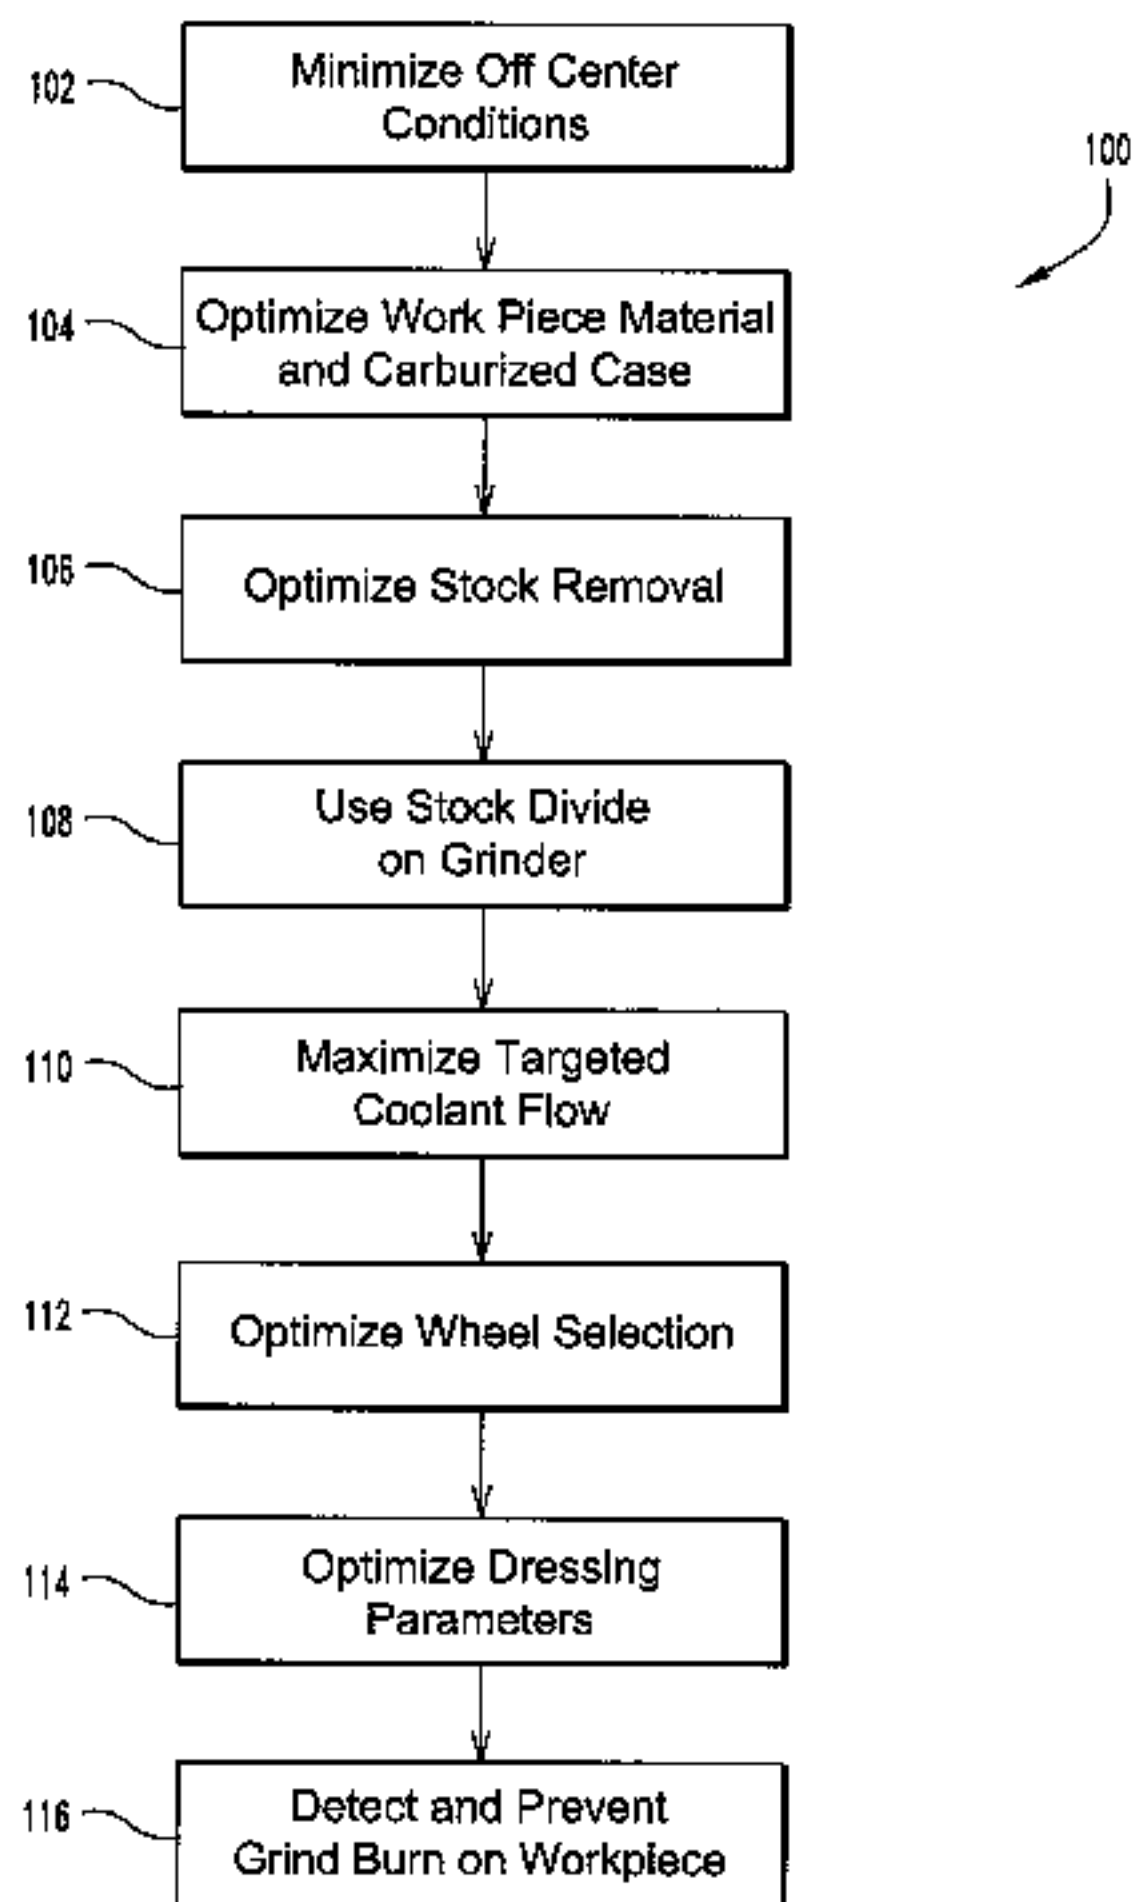 102
Minimize Off Center
Conditions
100
104
Optimize Work Piece Material
and Carburized Case
106
Optimize Stock Removal
108
Use Stock Divide
on Grinder
110
Maximize Targeted
Coolant Flow
112
Optimize Wheel Selection
114
Optimize Dressing
Parameters
116
Detect and Prevent
Grind Burn on Workpiece